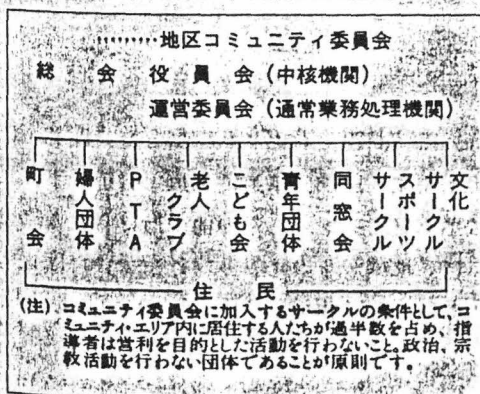 ………地区コミュニティ委員会
総会 役員会(中核機関)
運営委員会(通常業務処理機関)
町会
婦人団体
PTA
老人クラブ
こども会
青年団体
同窓会
スポーツサークル
文化サークル
住民
(注)コミュニティ委員会に加入するサークルの条件として、コ
ミュニティ・エリア内に居住する人たちが過半数を占め、指
導者は営利を目的とした活動を行わないこと。政治、宗
教活動を行わない団体であることが原則です。